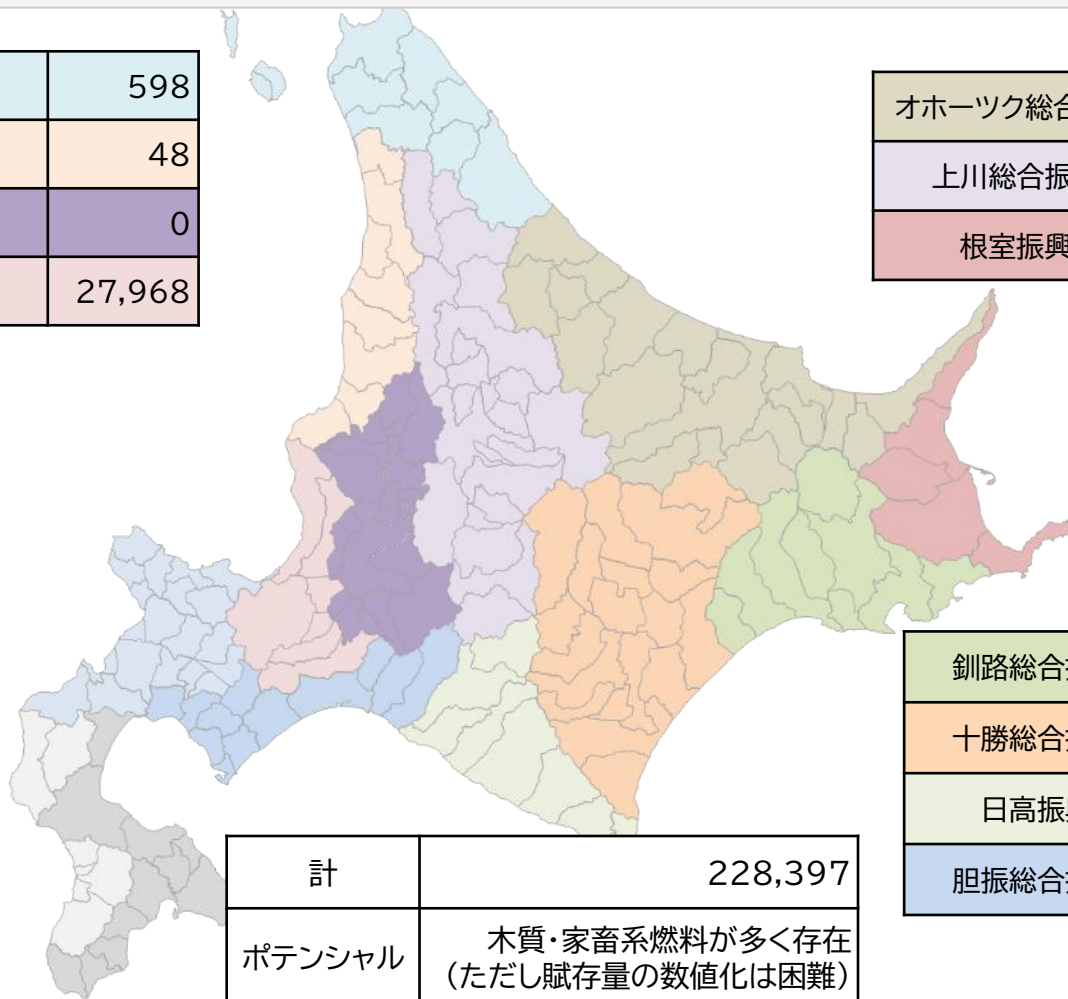 598
48
0
27,968
オホーツク総合
上川総合振
根室振興
釧路総合
十勝総合
日高振
胆振総合
計 228,397
ポテンシャル 木質・家畜系燃料が多く存在
(ただし賦存量の数値化は困難)